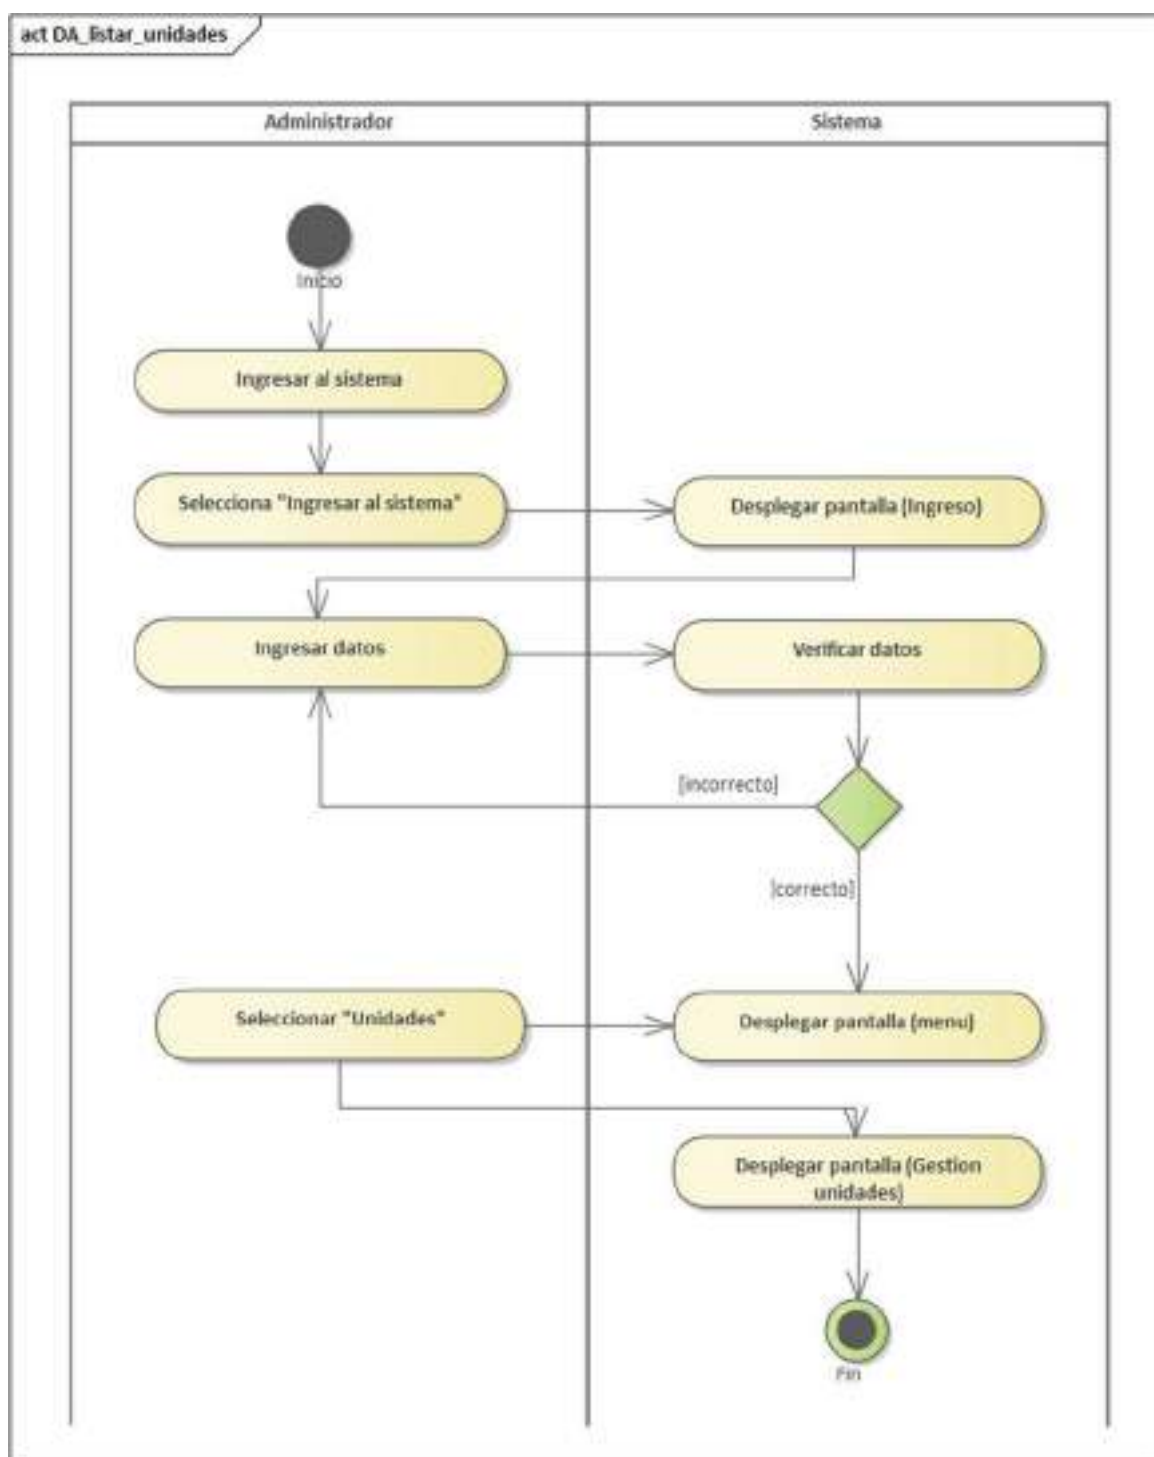 act DA_listar_unidades
Administrador
Sistema
Inicio
Ingresar al sistema
Selecciona "Ingresar al sistema"
Desplegar pantalla (Ingreso)
Ingresar datos
Verificar datos
[incorrecto]
[correcto]
Seleccionar "Unidades"
Desplegar pantalla (menu)
Desplegar pantalla (Gestion
unidades)
Fin